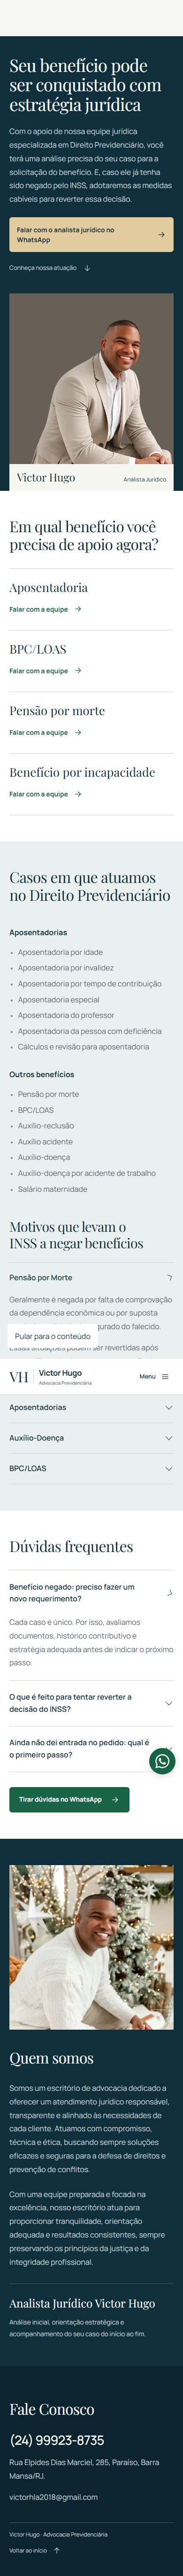 Seu benefício pode
ser conquistado com
estratégia jurídica
Com o apoio de nossa equipe jurídica
especializada em Direito Previdenciário, você
terá uma análise precisa do seu caso para a
solicitação do benefício. E, caso ele já tenha
sido negado pelo INSS, adotaremos as medidas
cabíveis para reverter essa decisão.
Falar com o analista jurídico no
WhatsApp
Conheça nossa atuação
Victor Hugo
Analista Jurídico
Em qual benefício você
precisa de apoio agora?
Aposentadoria
Falar com a equipe
BPC/LOAS
Falar com a equipe
Pensão por morte
Falar com a equipe
Benefício por incapacidade
Falar com a equipe
Casos em que atuamos
no Direito Previdenciário
Aposentadorias
Aposentadoria por idade
Aposentadoria por invalidez
Aposentadoria por tempo de contribuição
Aposentadoria especial
Aposentadoria do professor
Aposentadoria da pessoa com deficiência
Cálculos e revisão para aposentadoria
Outros benefícios
Pensão por morte
BPC/LOAS
Auxílio-reclusão
Auxílio acidente
Auxílio-doença
Auxílio-doença por acidente de trabalho
Salário maternidade
Motivos que levam o
INSS a negar benefícios
Pensão por Morte
Geralmente é negada por falta de comprovação
da dependência econômica ou por suposta
gurado do falecido.
Pular para o conteúdo
Essas situações podem ser revertidas após
VH
Victor Hugo
Advocacia Previdenciária
Menu
Aposentadorias
Auxílio-Doença
BPC/LOAS
Dúvidas frequentes
Benefício negado: preciso fazer um
novo requerimento?
Cada caso é único. Por isso, avaliamos
documentos, histórico contributivo e
estratégia adequada antes de indicar o próximo
passo.
O que é feito para tentar reverter a
decisão do INSS?
Ainda não dei entrada no pedido: qual é
o primeiro passo?
Tirar dúvidas no WhatsApp
Quem somos
Somos um escritório de advocacia dedicado a
oferecer um atendimento jurídico responsável,
transparente e alinhado às necessidades de
cada cliente. Atuamos com compromisso,
técnica e ética, buscando sempre soluções
eficazes e seguras para a defesa de direitos e
prevenção de conflitos.
Com uma equipe preparada e focada na
excelência, nosso escritório atua para
proporcionar tranquilidade, orientação
adequada e resultados consistentes, sempre
preservando os princípios da justiça e da
integridade profissional.
Analista Jurídico Victor Hugo
Análise inicial, orientação estratégica e
acompanhamento do seu caso do início ao fim.
Fale Conosco
(24) 99923-8735
Rua Elpides Dias Marciel, 285, Paraíso, Barra
Mansa/RJ.
victorhla2018@gmail.com
Victor Hugo · Advocacia Previdenciária
Voltar ao início